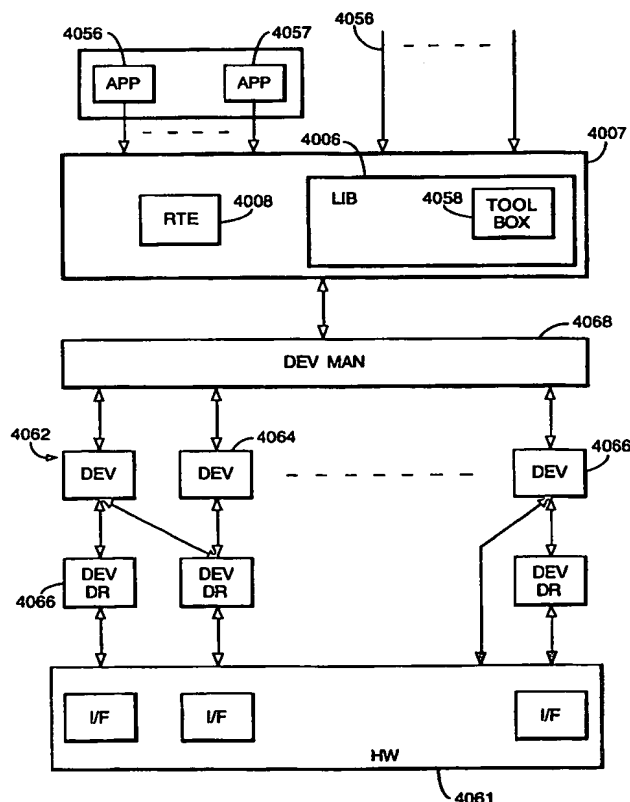 4056
4057
4056
APP
APP
4006
4007
RTE
4008
LIB
4058
TOOL
BOX
4068
DEV MAN
4062
4064
4066
DEV
DEV
DEV
4066
DEV
DR
DEV
DR
DEV
DR
I/F
I/F
I/F
HW
4061